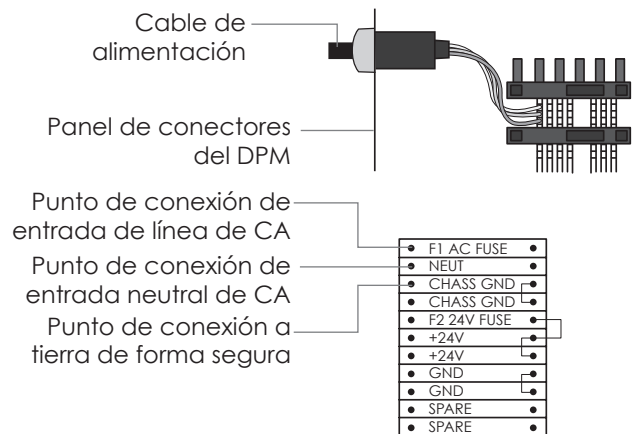 Cable de
alimentación
Panel de conectores
del DPM
Punto de conexión de
entrada de línea de CA
Punto de conexión de
entrada neutral de CA
Punto de conexión a
tierra de forma segura
F1 AC FUSE
NEUT
CHASS GND
CHASS GND
F2 24V FUSE
+24V
+24V
GND
GND
SPARE
SPARE